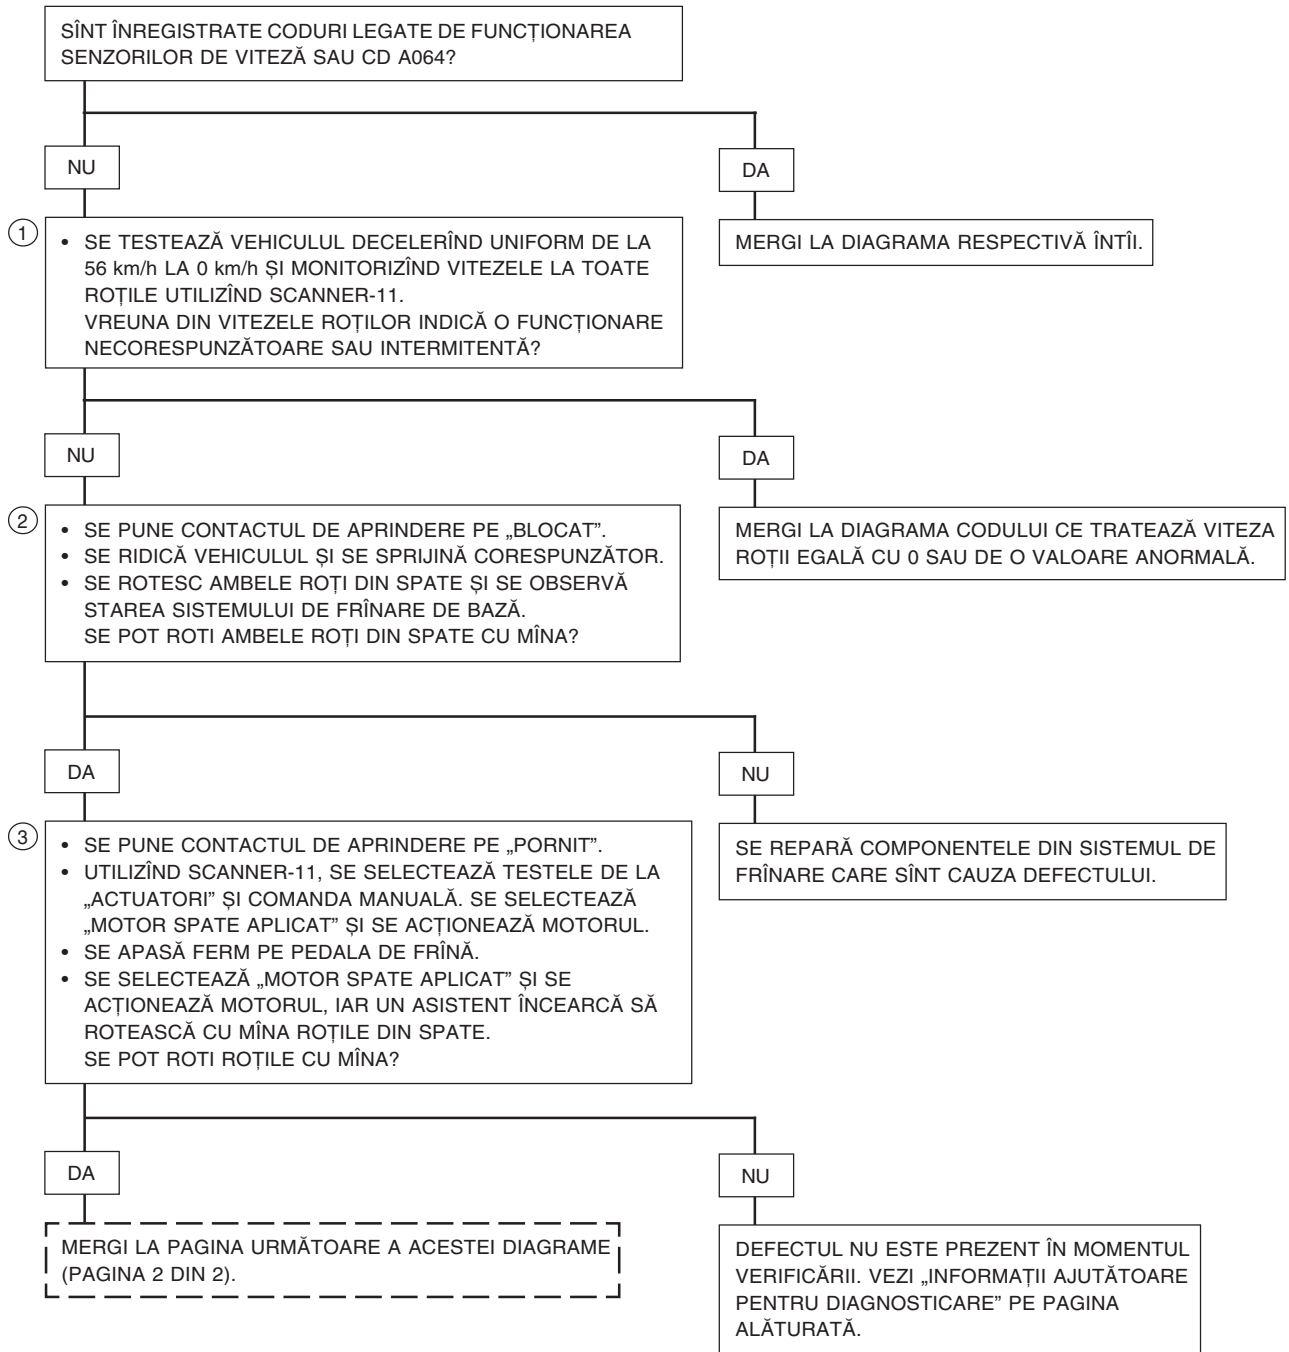 SÎNT ÎNREGISTRATE CODURI LEGATE DE FUNCȚIONAREA
SENZORILOR DE VITEZĂ SAU CD A064?
NU
DA
1
• SE TESTEAZĂ VEHICULUL DECELERÎND UNIFORM DE LA
56 km/h LA 0 km/h ȘI MONITORIZÎND VITEZELE LA TOATE
ROȚILE UTILIZÎND SCANNER-11.
VREUNA DIN VITEZELE ROȚILOR INDICĂ O FUNCȚIONARE
NECORESPUNZĂTOARE SAU INTERMITENTĂ?
MERGI LA DIAGRAMA RESPECTIVĂ ÎNTÎI.
NU
DA
2
• SE PUNE CONTACTUL DE APRINDERE PE „BLOCAT”.
• SE RIDICĂ VEHICULUL ȘI SE SPRIJINĂ CORESPUNZĂTOR.
• SE ROTESC AMBELE ROȚI DIN SPATE ȘI SE OBSERVĂ
STAREA SISTEMULUI DE FRÎNARE DE BAZĂ.
SE POT ROTI AMBELE ROȚI DIN SPATE CU MÎNA?
MERGI LA DIAGRAMA CODULUI CE TRATEAZĂ VITEZA
ROȚII EGALĂ CU 0 SAU DE O VALOARE ANORMALĂ.
DA
NU
3
• SE PUNE CONTACTUL DE APRINDERE PE „PORNIT”.
• UTILIZÎND SCANNER-11, SE SELECTEAZĂ TESTELE DE LA
„ACTUATORI” ȘI COMANDA MANUALĂ. SE SELECTEAZĂ
„MOTOR SPATE APLICAT” ȘI SE ACȚIONEAZĂ MOTORUL.
• SE APASĂ FERM PE PEDALA DE FRÎNĂ.
• SE SELECTEAZĂ „MOTOR SPATE APLICAT” ȘI SE
ACȚIONEAZĂ MOTORUL, IAR UN ASISTENT ÎNCEARCĂ SĂ
ROTEASCĂ CU MÎNA ROȚILE DIN SPATE.
SE POT ROTI ROȚILE CU MÎNA?
SE REPARĂ COMPONENTELE DIN SISTEMUL DE
FRÎNARE CARE SÎNT CAUZA DEFECTULUI.
DA
NU
MERGI LA PAGINA URMĂTOARE A ACESTEI DIAGRAME
(PAGINA 2 DIN 2).
DEFECTUL NU ESTE PREZENT ÎN MOMENTUL
VERIFICĂRII. VEZI „INFORMAȚII AJUTĂTOARE
PENTRU DIAGNOSTICARE” PE PAGINA
ALĂTURATĂ.